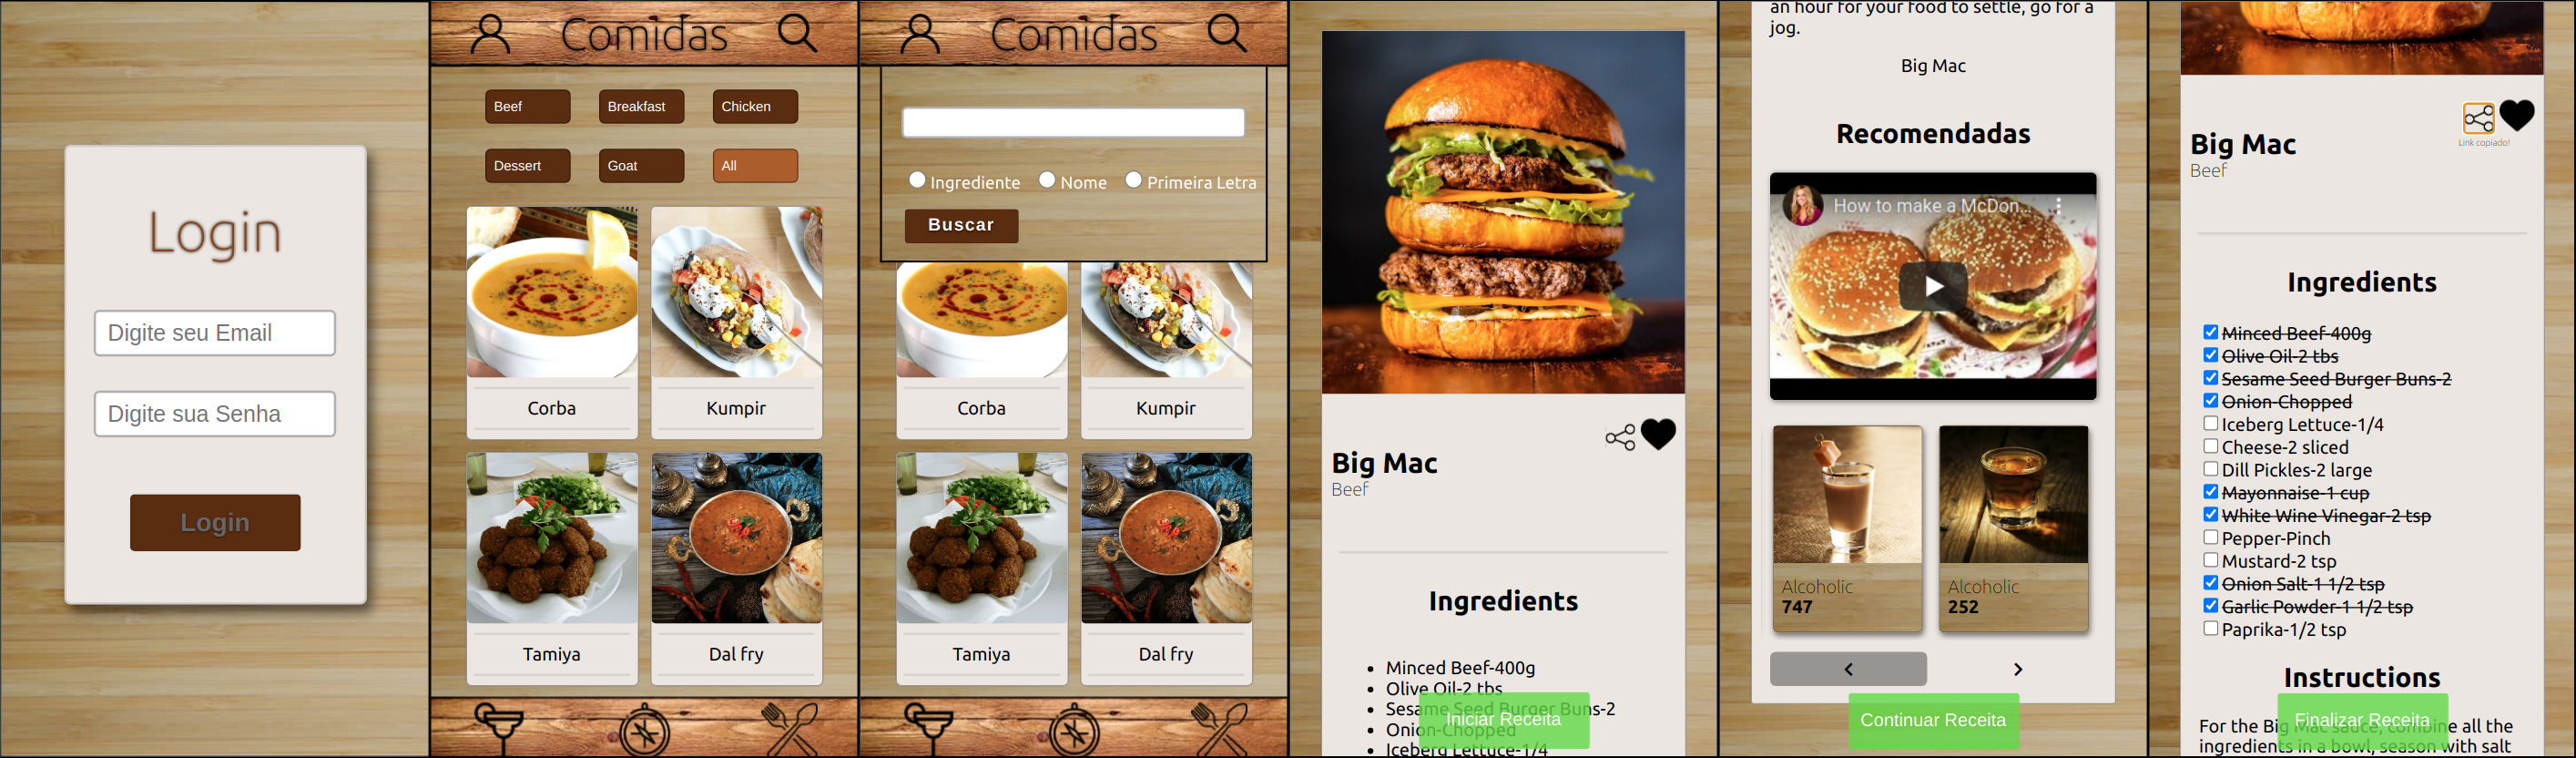 Login
Digite seu Email
Digite sua Senha
Login
Comidas
Beef
Breakfast
Chicken
Dessert
Goat
All
Corba
Kumpir
Tamiya
Dal fry
Comidas
Ingrediente
Nome
Primeira Letra
Buscar
Corba
Kumpir
Tamiya
Dal fry
Big Mac
Beef
Ingredients
Minced Beef-400g
Olive Oil-2 tbs
Sesame Seed Burger Buns-2
Onion-Chopped
Iceberg Lettuce-1/4
Iniciar Receita
an hour for your food to settle, go for a
jog.
Big Mac
Recomendadas
How to make a McDon...
Alcoholic
747
Alcoholic
252
Continuar Receita
Link copiado!
Big Mac
Beef
Ingredients
Minced Beef-400g
Olive Oil-2 tbs
Sesame Seed Burger Buns-2
Onion-Chopped
Iceberg Lettuce-1/4
Cheese-2 sliced
Dill Pickles-2 large
Mayonnaise-1 cup
White Wine Vinegar-2 tsp
Pepper-Pinch
Mustard-2 tsp
Onion Salt-1 1/2 tsp
Garlic Powder-1 1/2 tsp
Paprika-1/2 tsp
Instructions
Finalizar Receita
For the Big Mac sauce, combine all the
ingredients in a bowl, season with salt